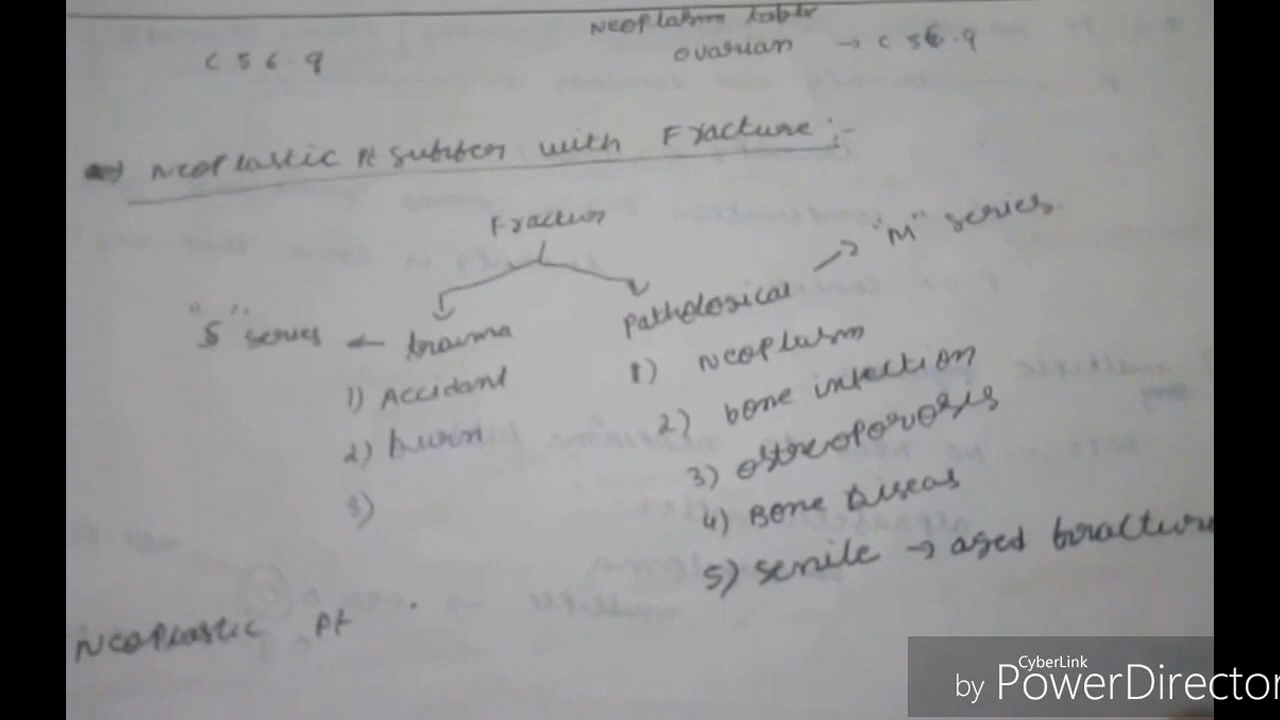 Neoplasm table
C 56.9 ovarian → C 56.9
→) Neoplastic Pt suffer with Fracture :-
Fractur
"S" series ← trauma Pathological → "M" series
1) Accidant 1) Neoplasm
2) burn 2) bone infection
3) 3) osteoporosis
4) Bone diseas
5) senile → aged fracture
Neoplastic Pt
CyberLink
by PowerDirector